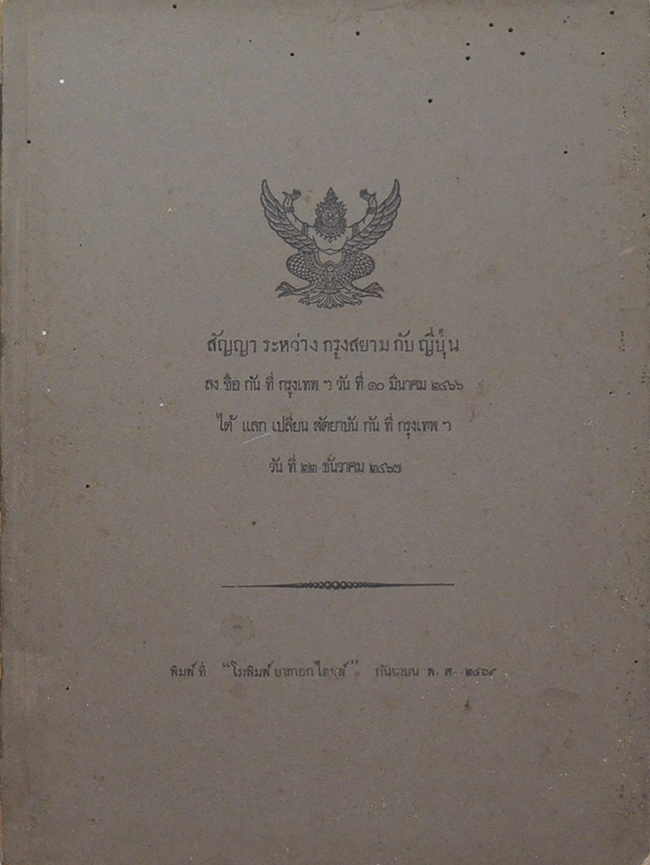 สัญญา ระหว่าง กรุงสยาม กับ ญี่ปุ่น
ลง ชื่อ กัน ที่ กรุงเทพ ฯ วัน ที่ ๑๐ มีนาคม ๒๔๖๖
ได้ แลก เปลี่ยน สัตยาบัน กัน ที่ กรุงเทพ ฯ
วัน ที่ ๒๒ ธันวาคม ๒๔๖๗
พิมพ์ ที่ “โรงพิมพ์ บางกอก ไตมส์” กันยายน พ. ศ. ๒๔๖๙